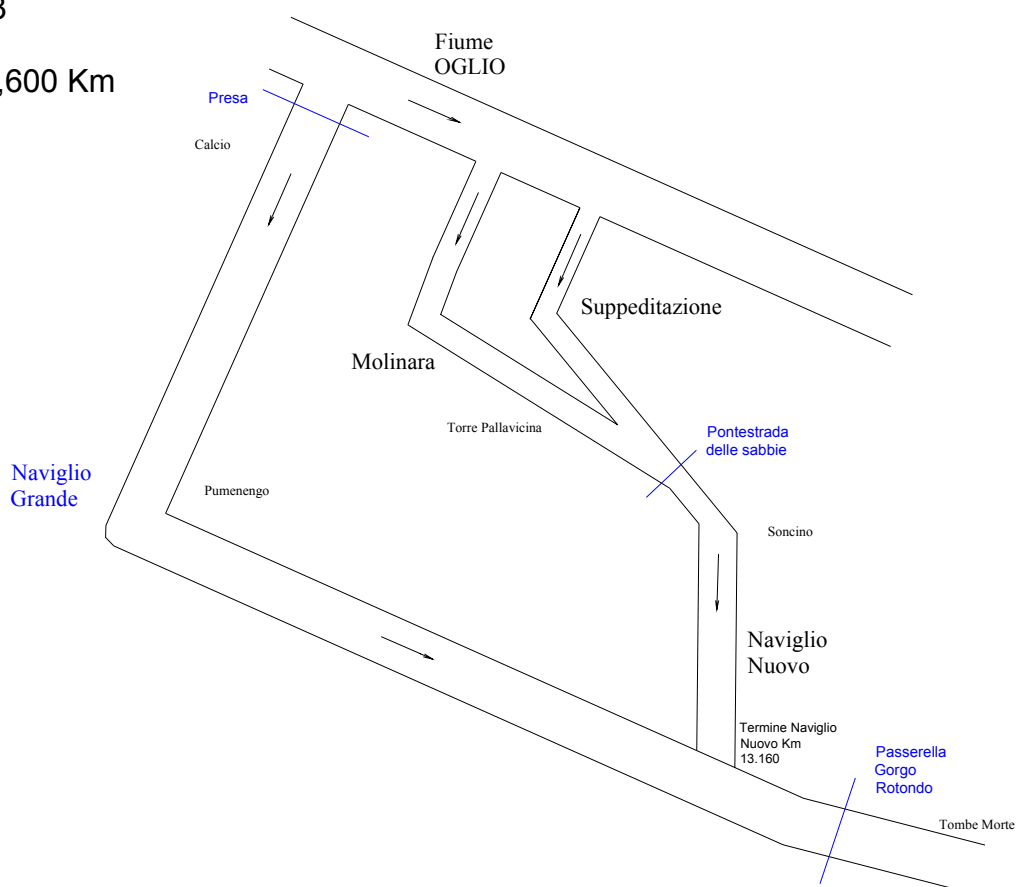 Fiume
OGLIO
,600 Km
Presa
Calcio
Suppeditazione
Molinara
Torre Pallavicina
Pontestrada
delle sabbie
Naviglio
Grande
Pumenengo
Soncino
Naviglio
Nuovo
Termine Naviglio
Nuovo Km
13.160
Passerella
Gorgo
Rotondo
Tombe Morte